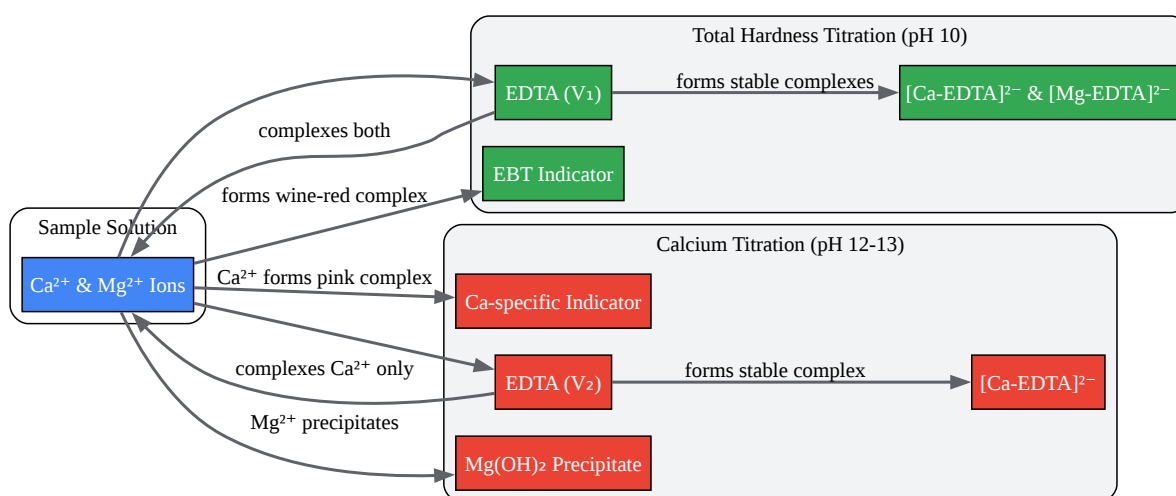 Total Hardness Titration (pH 10)
EDTA (V₁)
forms stable complexes
[Ca-EDTA]²⁻ & [Mg-EDTA]²⁻
complexes both
EBT Indicator
forms wine-red complex
Sample Solution
Ca²⁺ & Mg²⁺ Ions
Calcium Titration (pH 12-13)
Ca²⁺ forms pink complex
Ca-specific Indicator
complexes Ca²⁺ only
EDTA (V₂)
forms stable complex
[Ca-EDTA]²⁻
Mg²⁺ precipitates
Mg(OH)₂ Precipitate